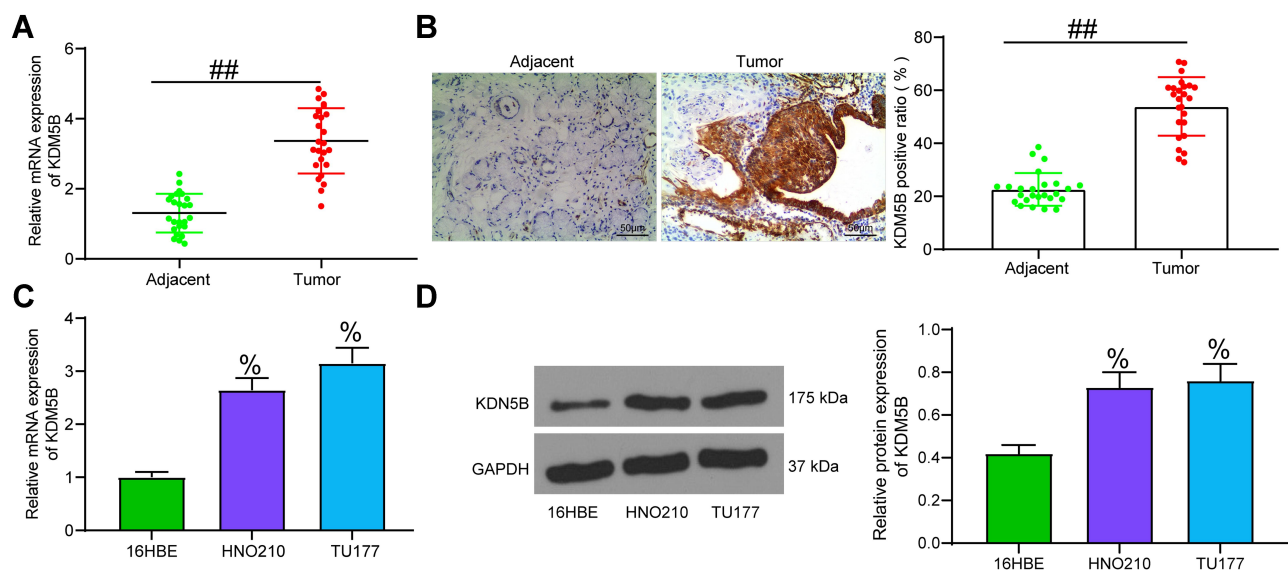 A
Relative mRNA expression
of KDM5B
6
4
2
0
##
Adjacent
Tumor
B
Adjacent
Tumor
50μm
50μm
KDM5B positive ratio ( % )
80
60
40
20
0
##
Adjacent
Tumor
C
Relative mRNA expression
of KDM5B
4
3
2
1
0
%
%
16HBE
HNO210
TU177
D
KDN5B
175 kDa
GAPDH
37 kDa
16HBE
HNO210
TU177
Relative protein expression
of KDM5B
1.0
0.8
0.6
0.4
0.2
0.0
%
%
16HBE
HNO210
TU177